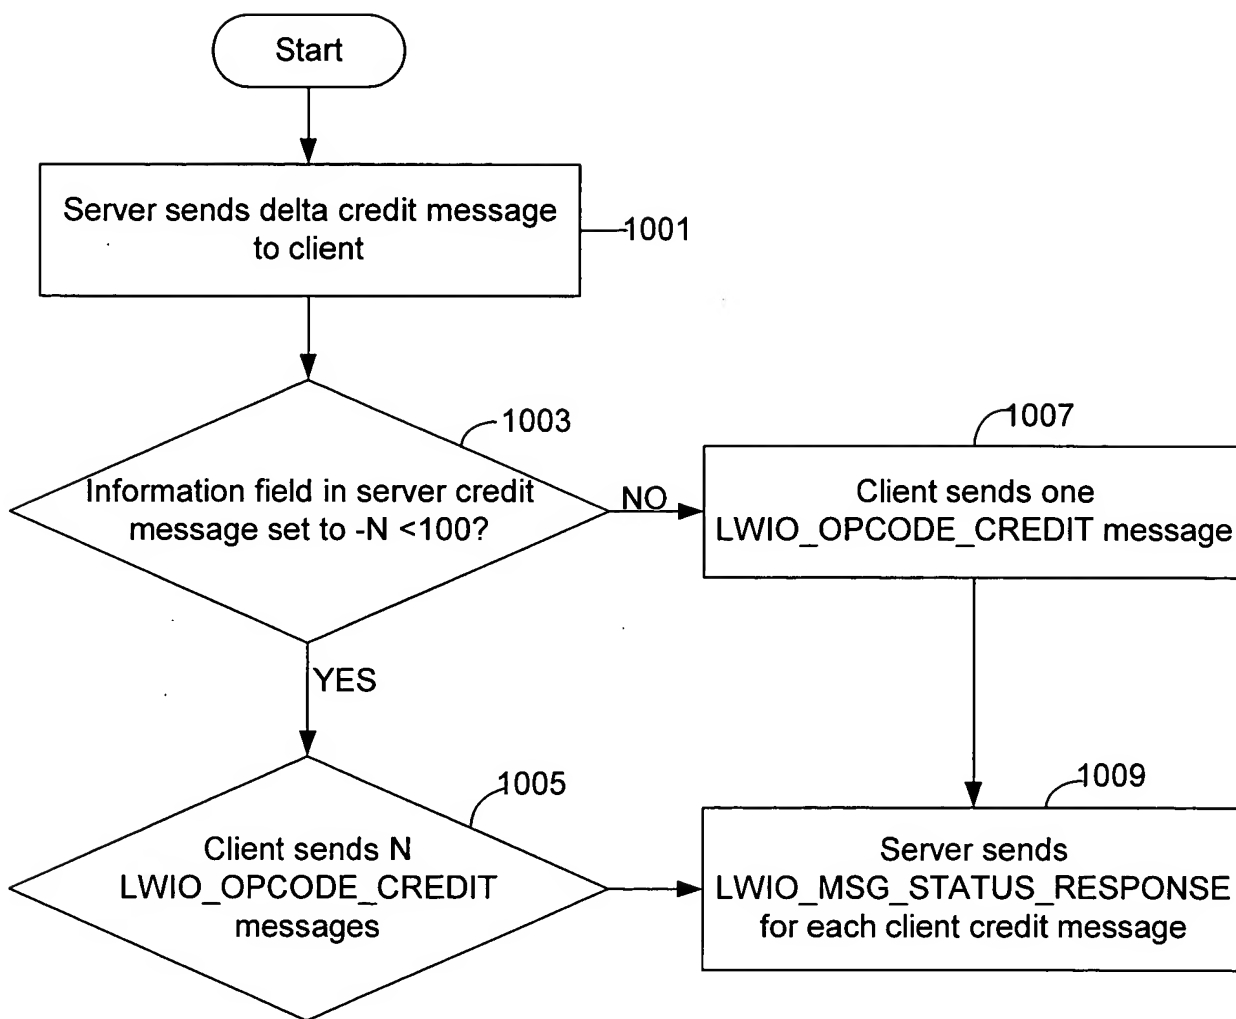 Start
Server sends delta credit message
to client
1001
1003
Information field in server credit
message set to -N <100?
NO
1007
Client sends one
LWIO_OPCODE_CREDIT message
YES
1005
Client sends N
LWIO_OPCODE_CREDIT
messages
1009
Server sends
LWIO_MSG_STATUS_RESPONSE
for each client credit message